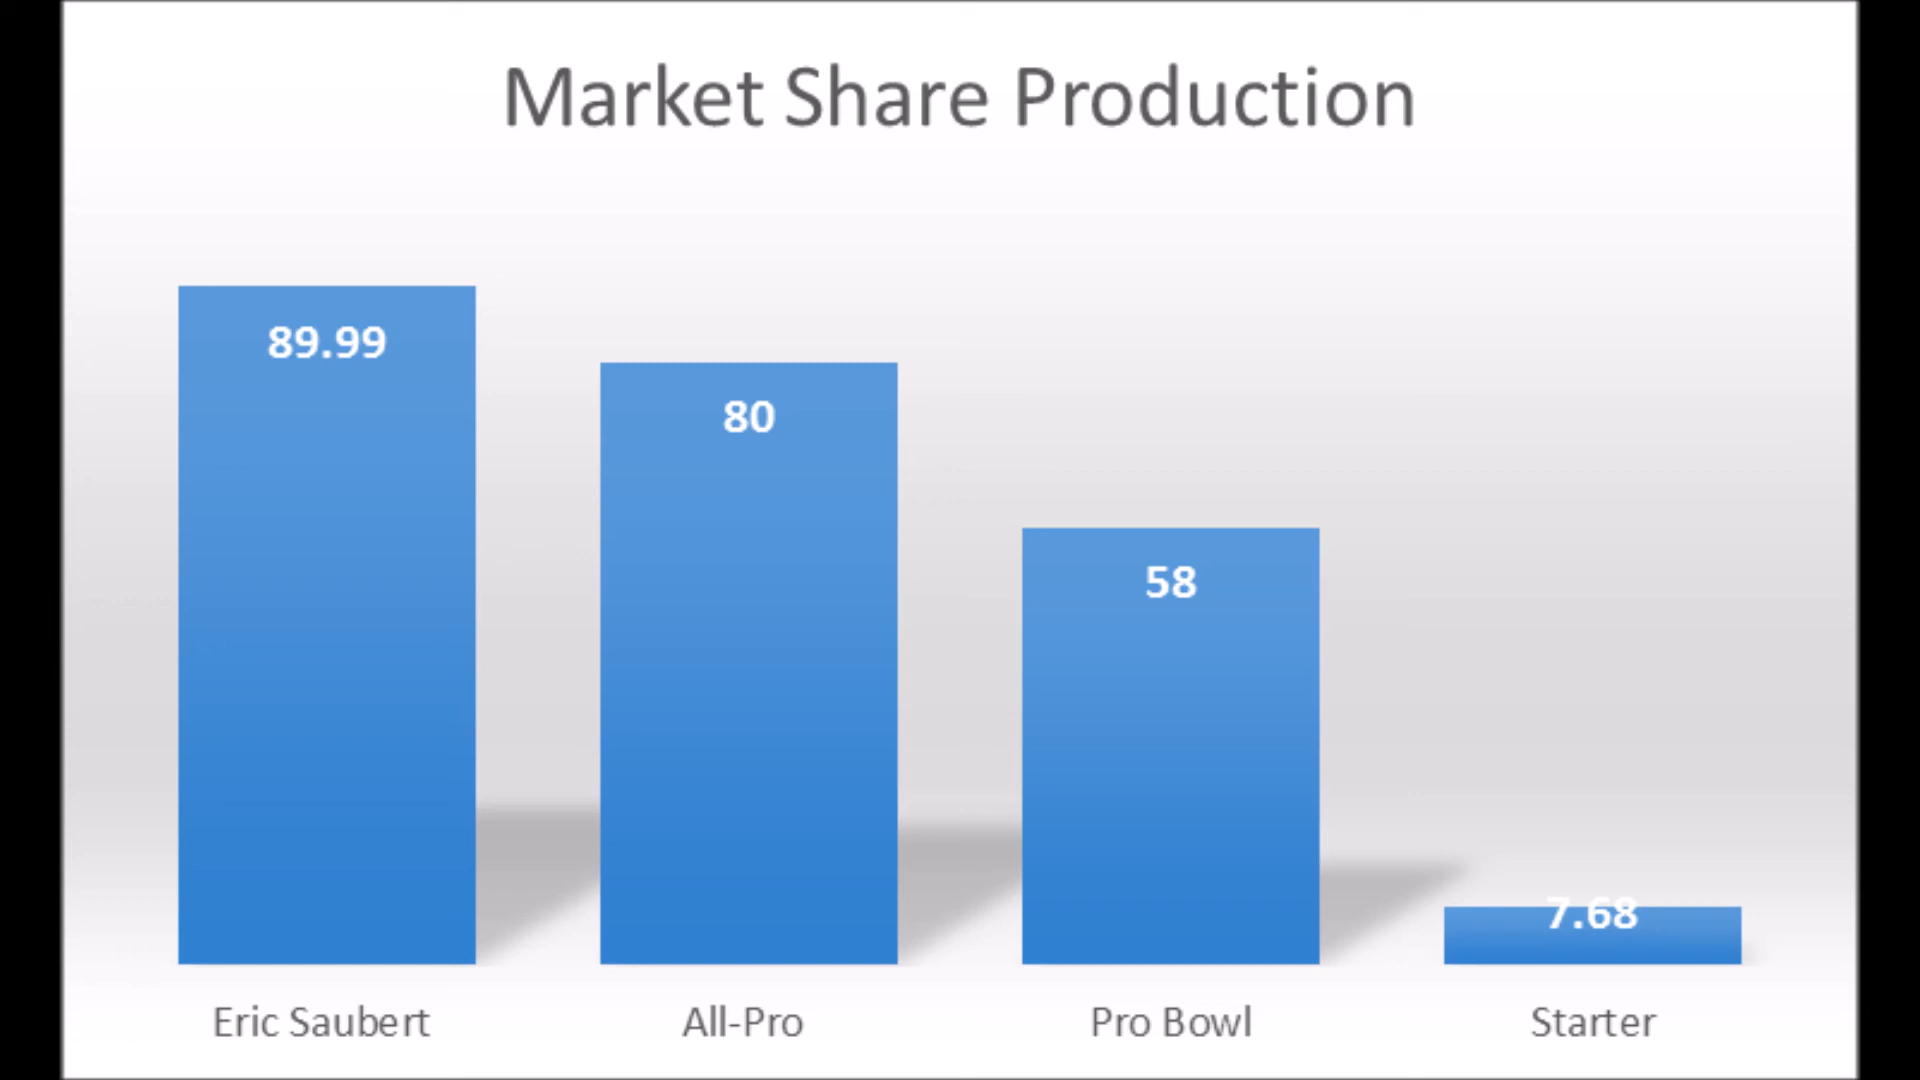 Market Share Production
89.99
80
58
7.68
Eric Saubert
All-Pro
Pro Bowl
Starter